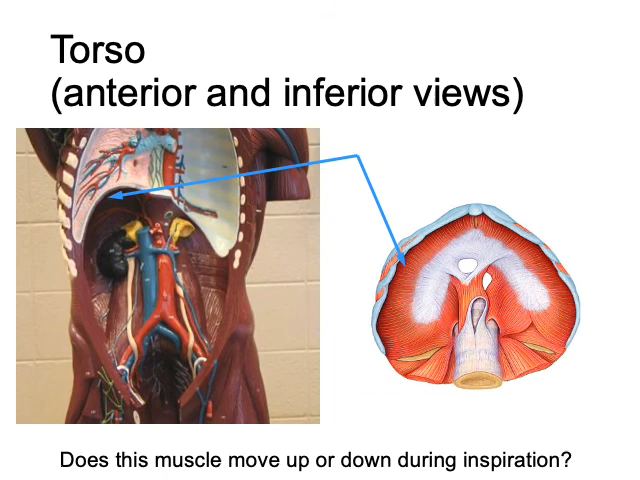 Torso
(anterior and inferior views)
Does this muscle move up or down during inspiration?